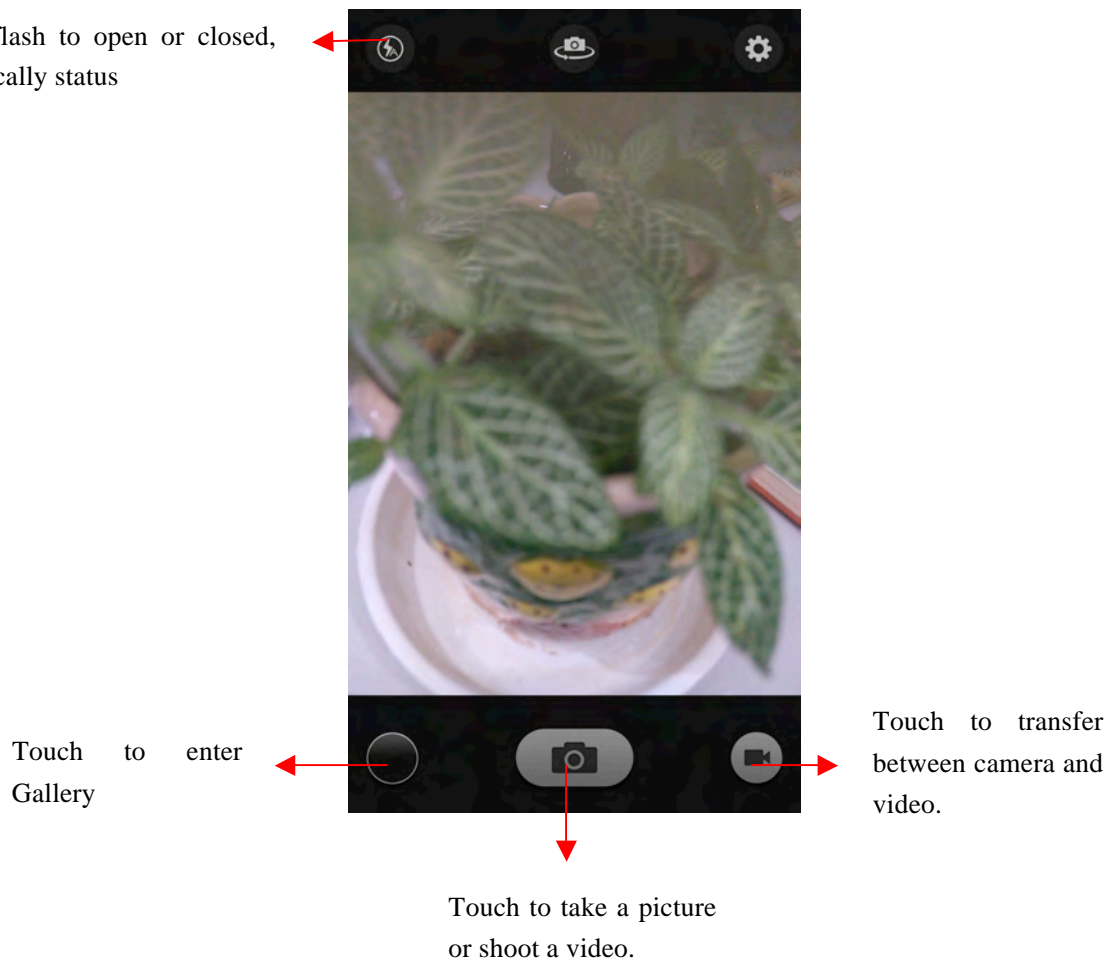 flash to open or closed,
cally status
Touch to enter
Gallery
Touch to transfer
between camera and
video.
Touch to take a picture
or shoot a video.